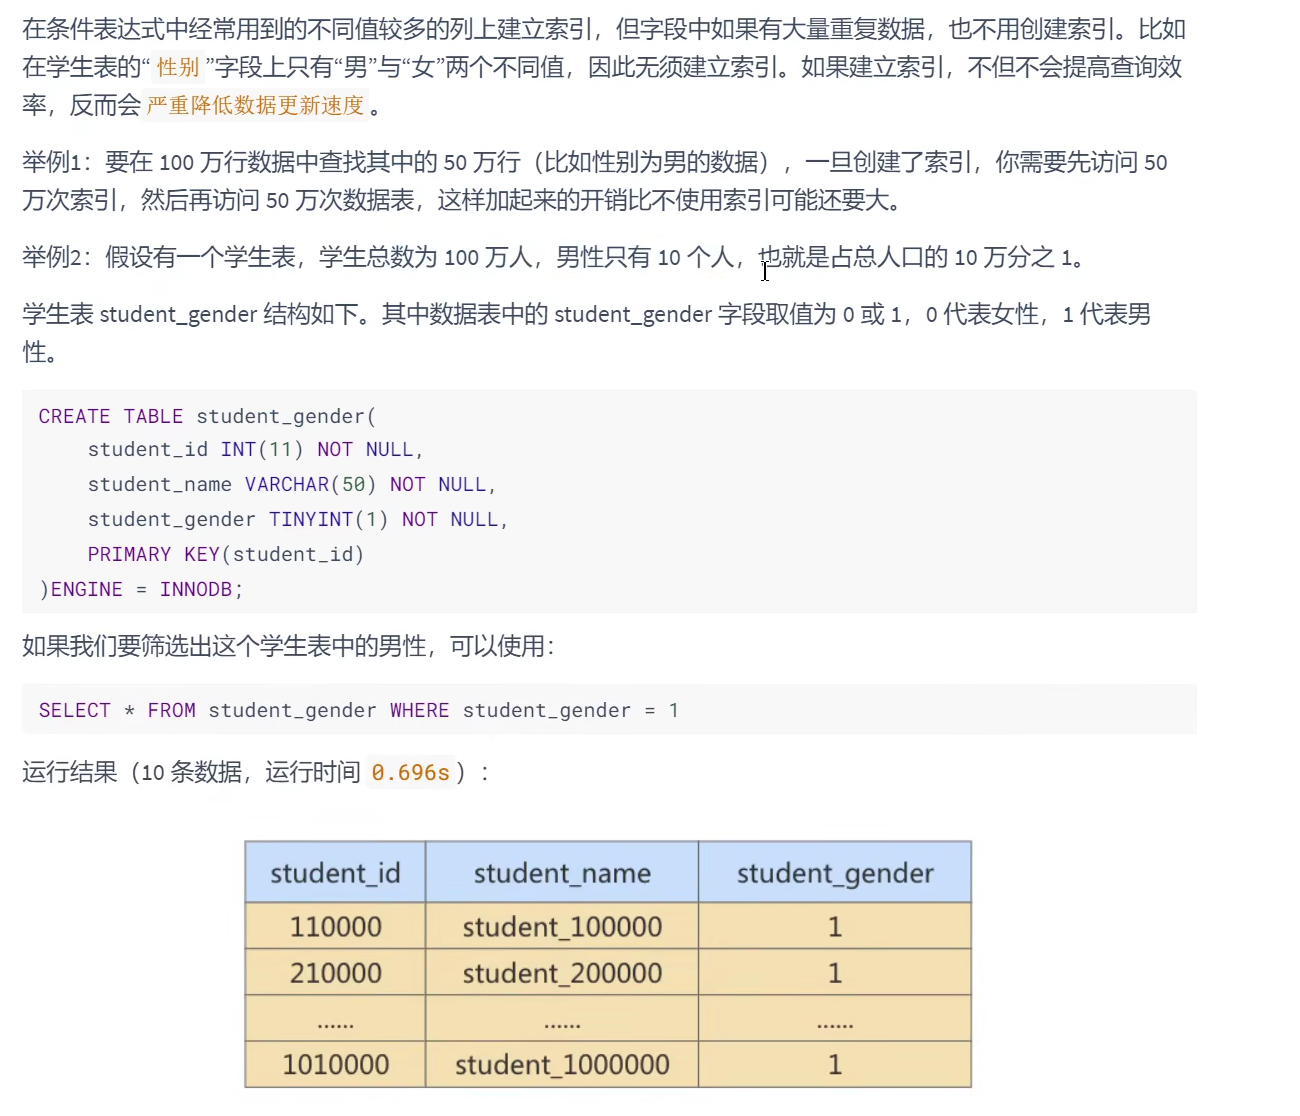 在条件表达式中经常用到的不同值较多的列上建立索引，但字段中如果有大量重复数据，也不用创建索引。比如
在学生表的“性别”字段上只有“男”与“女”两个不同值，因此无须建立索引。如果建立索引，不但不会提高查询效
率，反而会严重降低数据更新速度。
举例1：要在 100 万行数据中查找其中的 50 万行（比如性别为男的数据），一旦创建了索引，你需要先访问 50
万次索引，然后再访问 50 万次数据表，这样加起来的开销比不使用索引可能还要大。
举例2：假设有一个学生表，学生总数为 100 万人，男性只有 10 个人，也就是占总人口的 10 万分之 1。
学生表 student_gender 结构如下。其中数据表中的 student_gender 字段取值为 0 或 1，0 代表女性，1 代表男
性。
CREATE TABLE student_gender(
    student_id INT(11) NOT NULL,
    student_name VARCHAR(50) NOT NULL,
    student_gender TINYINT(1) NOT NULL,
    PRIMARY KEY(student_id)
)ENGINE = INNODB;
如果我们要筛选出这个学生表中的男性，可以使用：
SELECT * FROM student_gender WHERE student_gender = 1
运行结果（10 条数据，运行时间 0.696s）：
student_id student_name student_gender
110000 student_100000 1
210000 student_200000 1
...... ...... ......
1010000 student_1000000 1